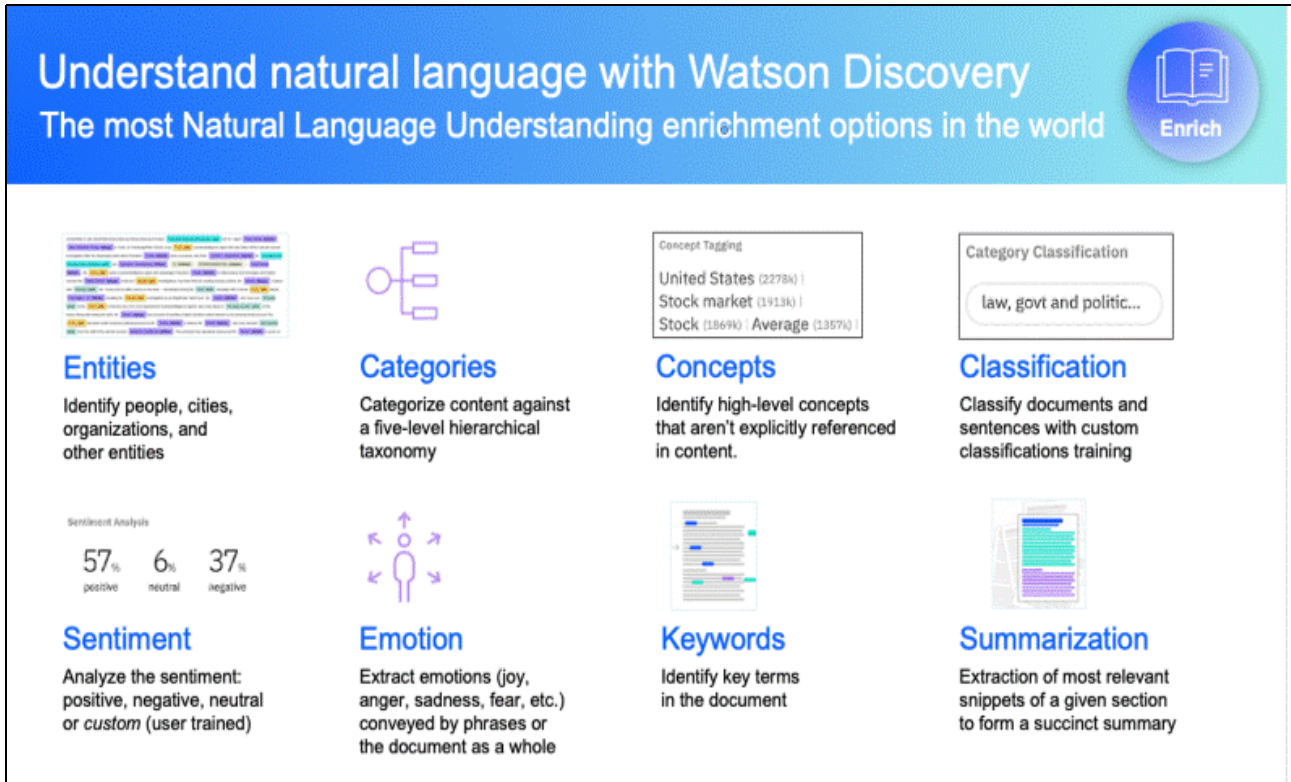 Understand natural language with Watson Discovery
The most Natural Language Understanding enrichment options in the world
Enrich
Entities
Identify people, cities,
organizations, and
other entities
Categories
Categorize content against
a five-level hierarchical
taxonomy
Concept Tagging
United States (2278k) |
Stock market (1913k) |
Stock (1869k) | Average (1357k) |
Concepts
Identify high-level concepts
that aren't explicitly referenced
in content.
Category Classification
law, govt and politic...
Classification
Classify documents and
sentences with custom
classifications training
Sentiment Analysis
57% 6% 37%
positive neutral negative
Sentiment
Analyze the sentiment:
positive, negative, neutral
or custom (user trained)
Emotion
Extract emotions (joy,
anger, sadness, fear, etc.)
conveyed by phrases or
the document as a whole
Keywords
Identify key terms
in the document
Summarization
Extraction of most relevant
snippets of a given section
to form a succinct summary